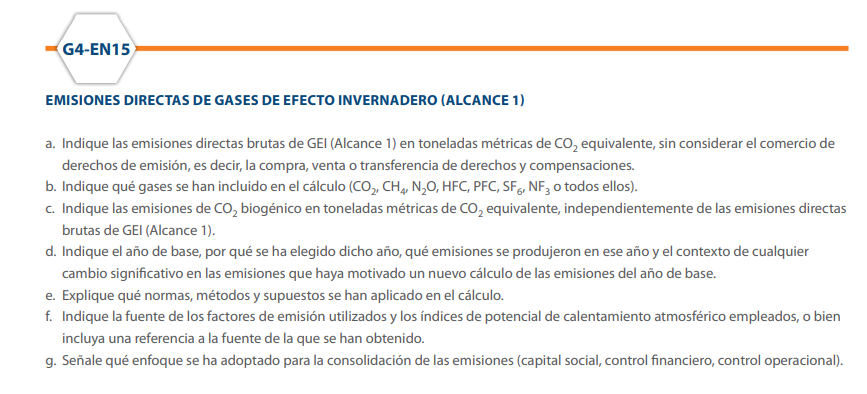 G4-EN15
EMISIONES DIRECTAS DE GASES DE EFECTO INVERNADERO (ALCANCE 1)
a. Indique las emisiones directas brutas de GEI (Alcance 1) en toneladas métricas de CO₂ equivalente, sin considerar el comercio de
derechos de emisión, es decir, la compra, venta o transferencia de derechos y compensaciones.
b. Indique qué gases se han incluido en el cálculo (CO₂, CH₄, N₂O, HFC, PFC, SF₆, NF₃ o todos ellos).
c. Indique las emisiones de CO₂ biogénico en toneladas métricas de CO₂ equivalente, independientemente de las emisiones directas
brutas de GEI (Alcance 1).
d. Indique el año de base, por qué se ha elegido dicho año, qué emisiones se produjeron en ese año y el contexto de cualquier
cambio significativo en las emisiones que haya motivado un nuevo cálculo de las emisiones del año de base.
e. Explique qué normas, métodos y supuestos se han aplicado en el cálculo.
f. Indique la fuente de los factores de emisión utilizados y los índices de potencial de calentamiento atmosférico empleados, o bien
incluya una referencia a la fuente de la que se han obtenido.
g. Señale qué enfoque se ha adoptado para la consolidación de las emisiones (capital social, control financiero, control operacional).